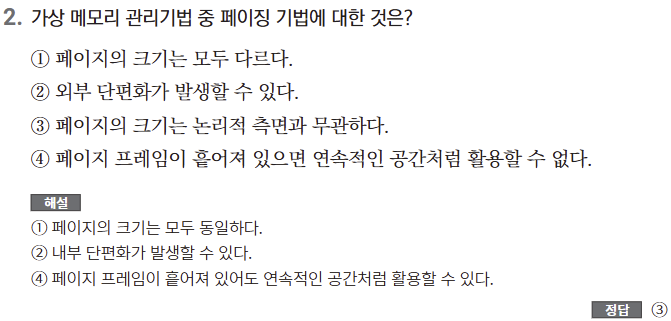 2. 가상 메모리 관리기법 중 페이징 기법에 대한 것은?
① 페이지의 크기는 모두 다르다.
② 외부 단편화가 발생할 수 있다.
③ 페이지의 크기는 논리적 측면과 무관하다.
④ 페이지 프레임이 흩어져 있으면 연속적인 공간처럼 활용할 수 없다.
해설
① 페이지의 크기는 모두 동일하다.
② 내부 단편화가 발생할 수 있다.
④ 페이지 프레임이 흩어져 있어도 연속적인 공간처럼 활용할 수 있다.
정답 ③